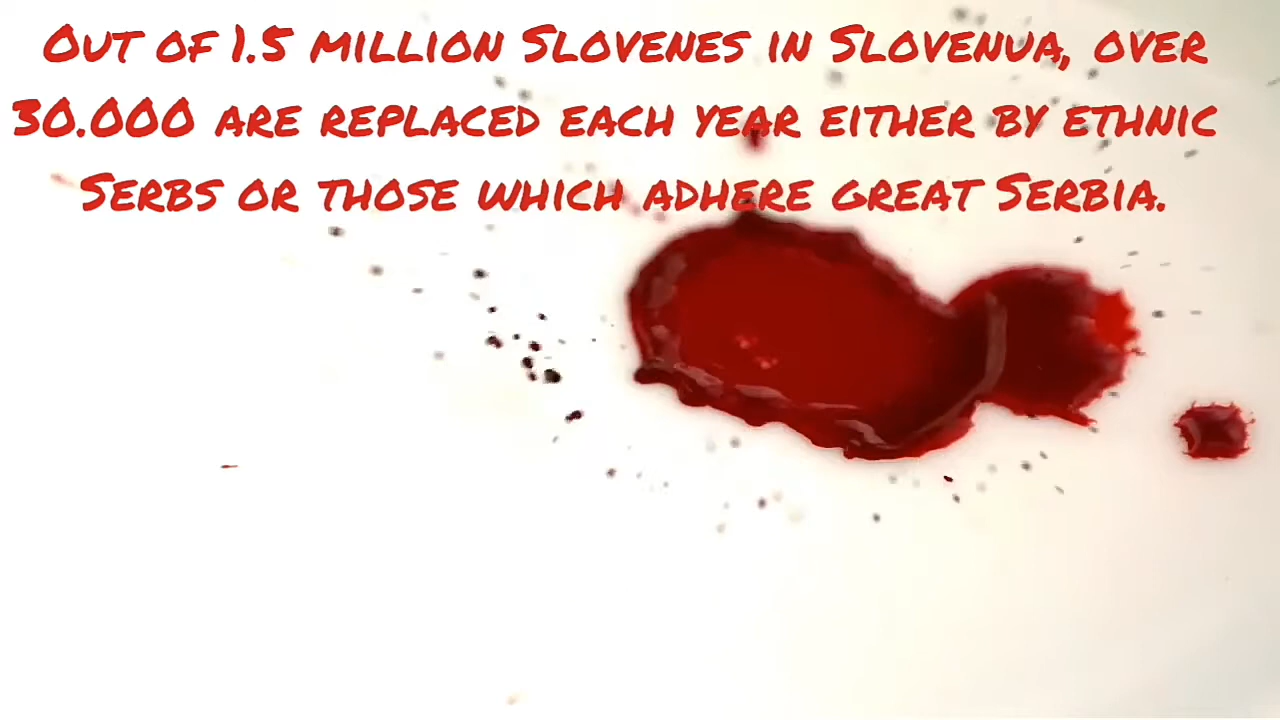 Out of 1.5 million Slovenes in Slovenua, over
30.000 are replaced each year either by ethnic
Serbs or those which adhere great Serbia.